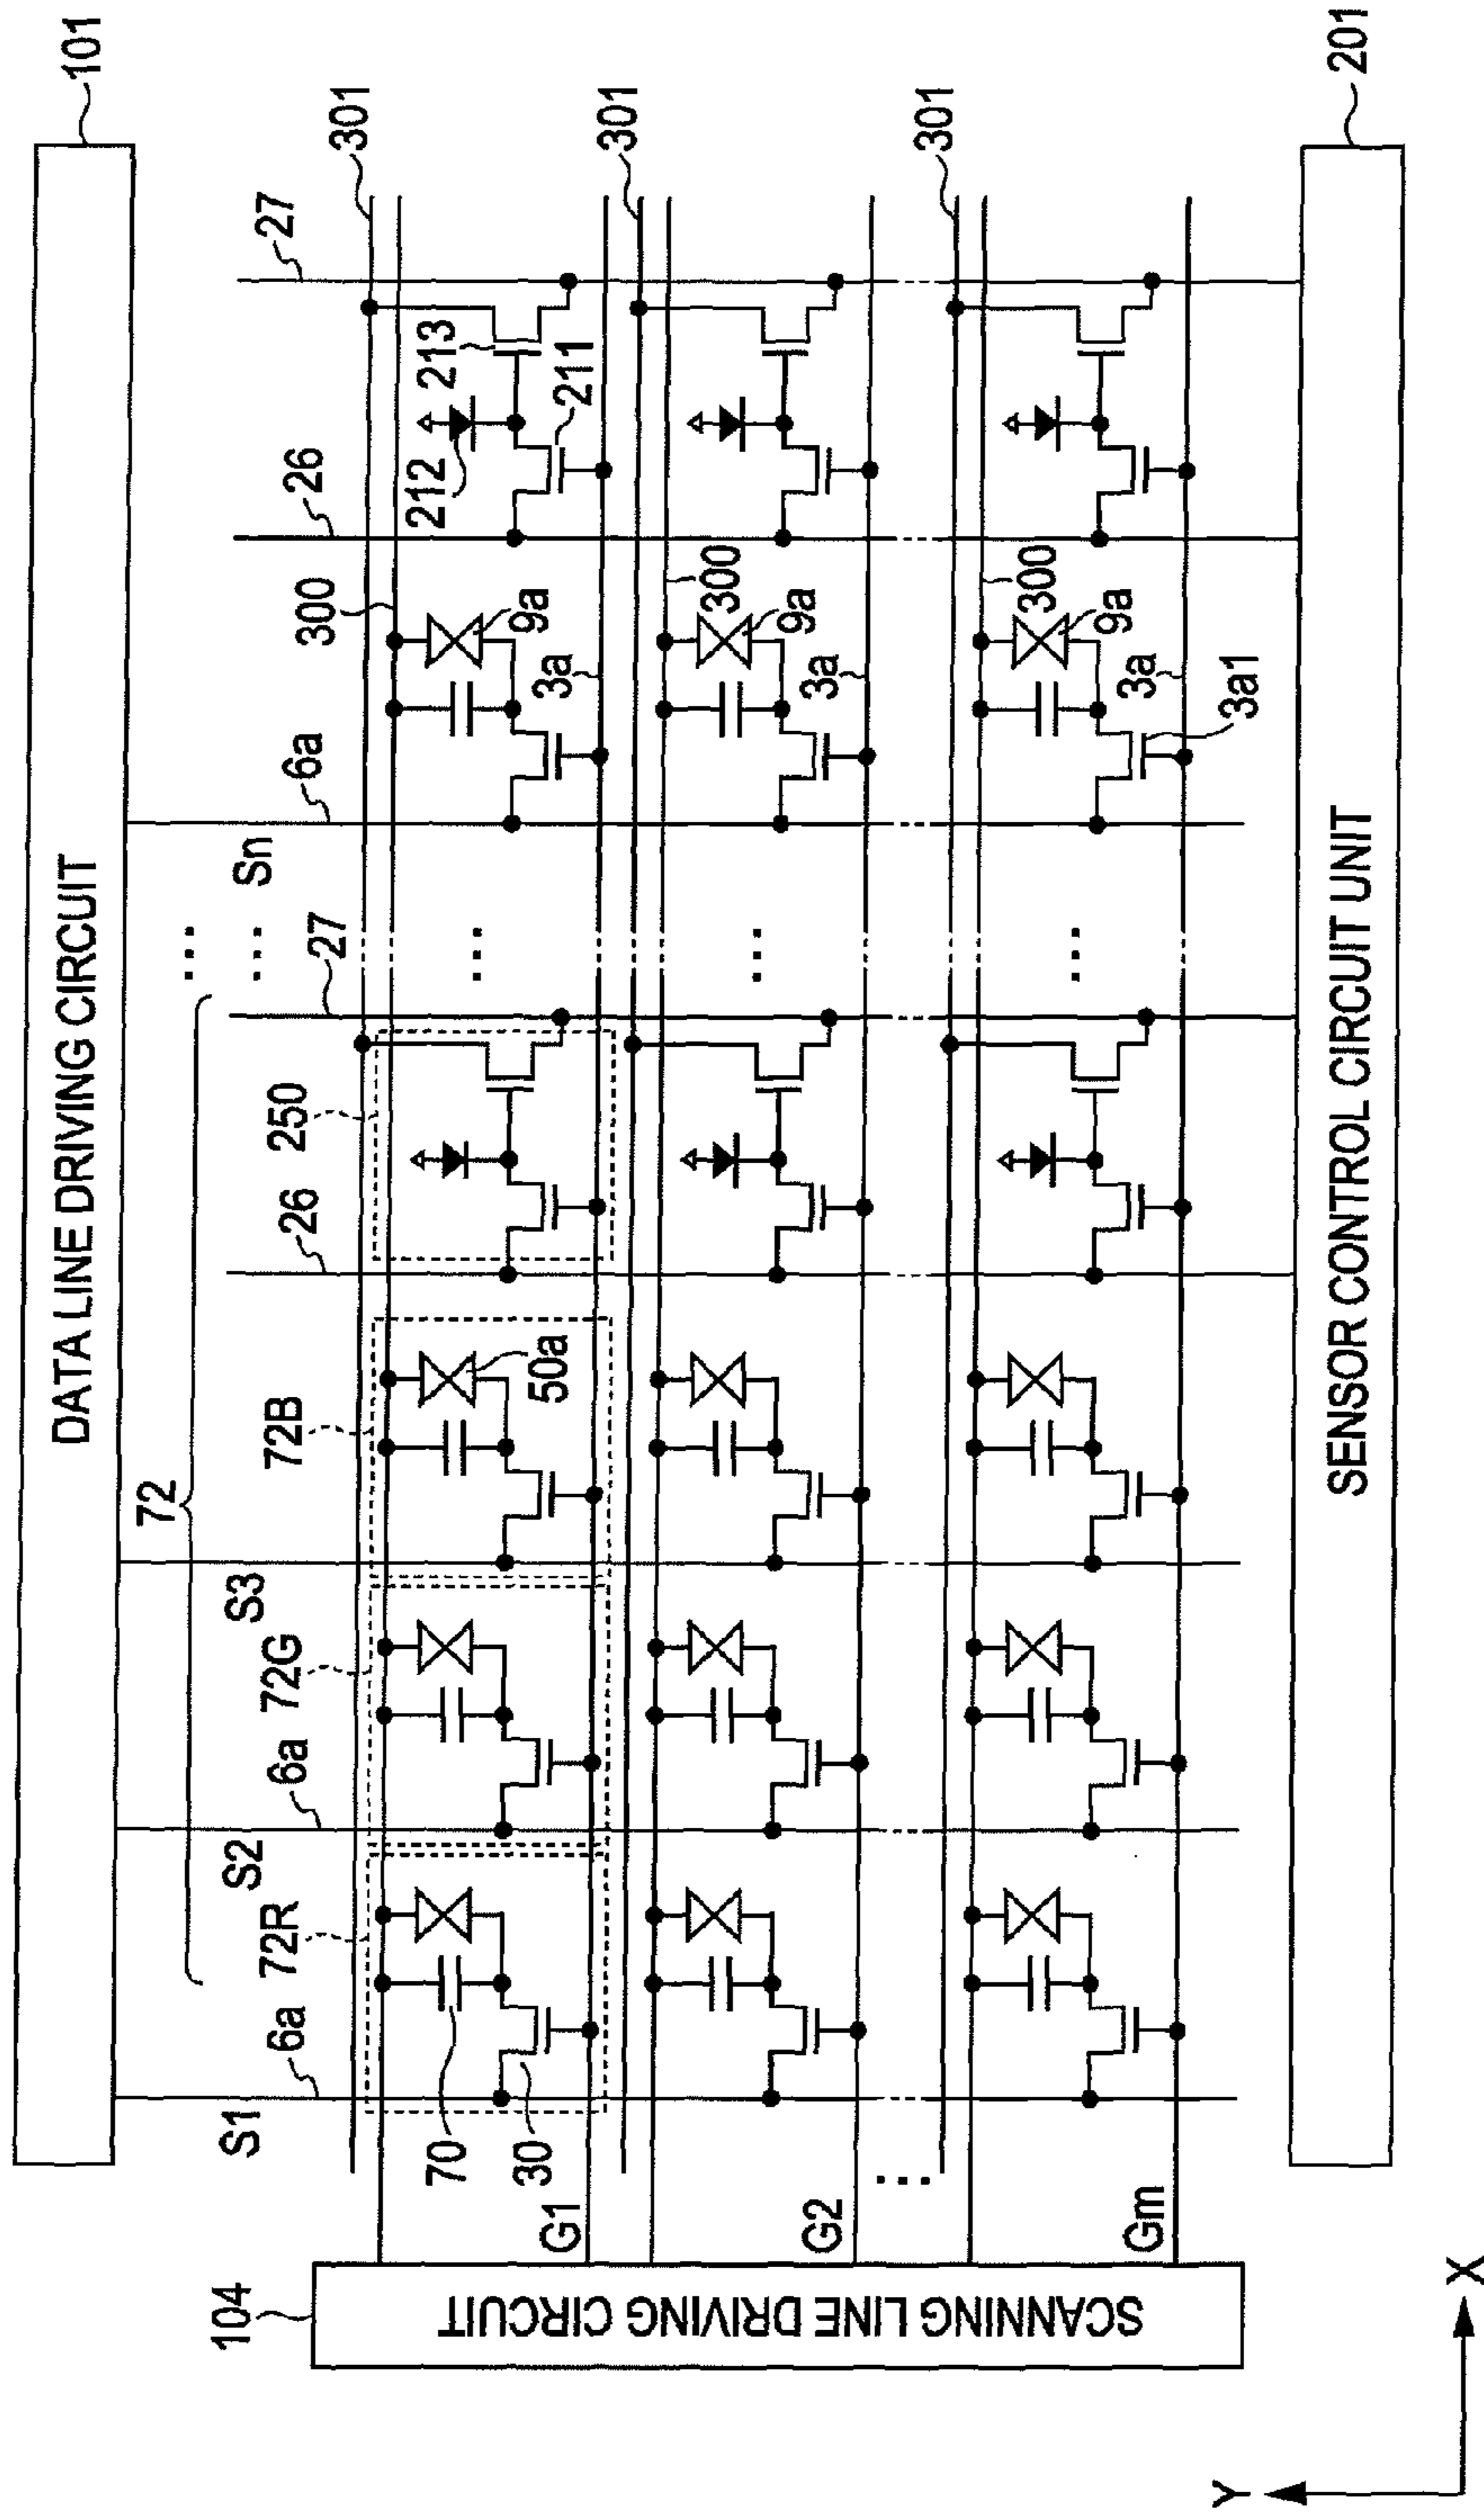 DATA LINE DRIVING CIRCUIT
101
72
S1
S2
S3
Sn
...
...
6a
72R
6a
72G
72B
26
250
27
6a
300
26
27
301
104
SCANNING LINE DRIVING CIRCUIT
70
30
G1
50a
9a
3a
212
213
211
301
G2
...
...
300
9a
3a
...
301
Gm
...
300
9a
3a
3a1
SENSOR CONTROL CIRCUIT UNIT
201
Y
X